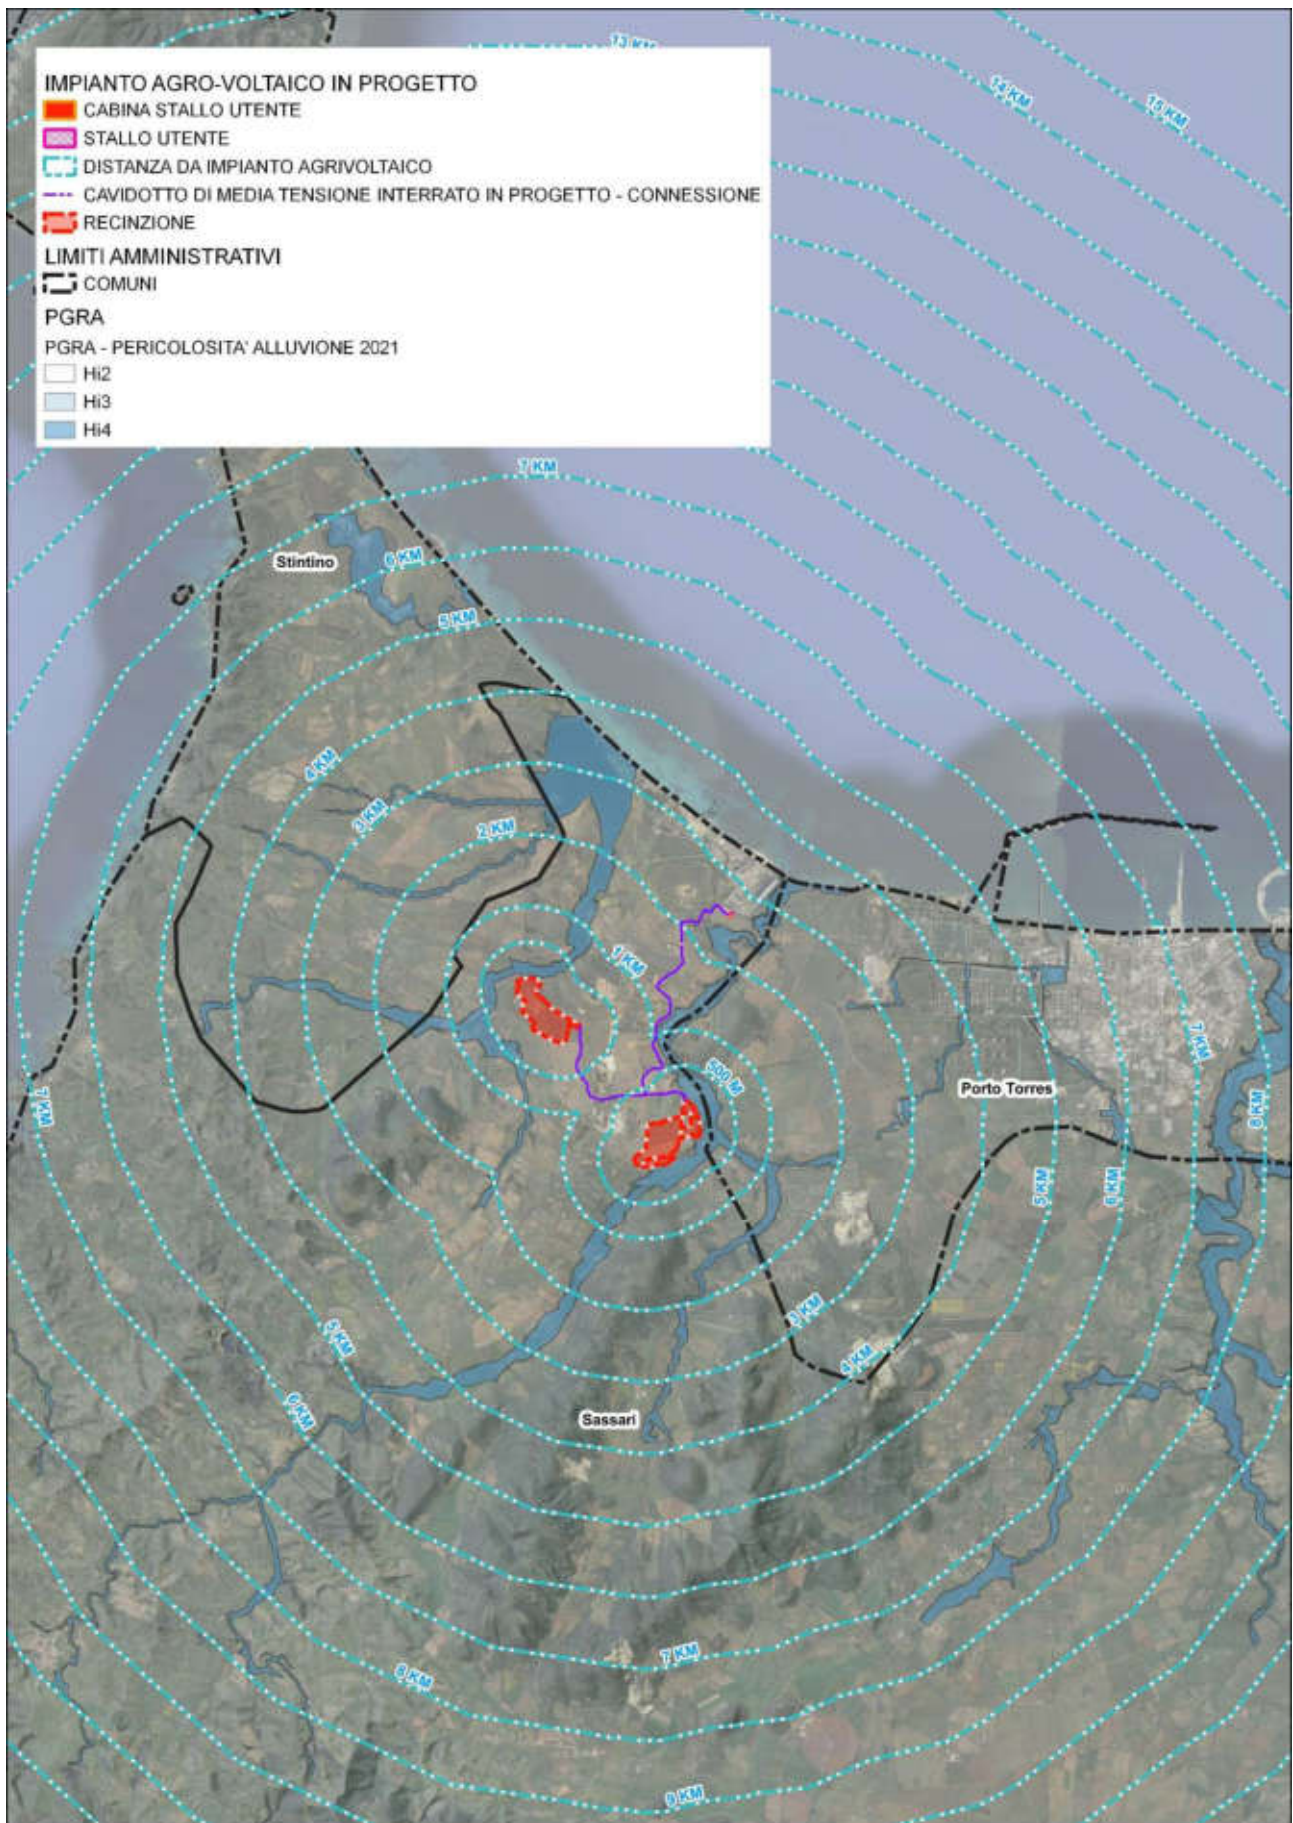 13 KM
14 KM
15 KM
IMPIANTO AGRO-VOLTAICO IN PROGETTO
CABINA STALLO UTENTE
STALLO UTENTE
DISTANZA DA IMPIANTO AGRIVOLTAICO
CAVIDOTTO DI MEDIA TENSIONE INTERRATO IN PROGETTO - CONNESSIONE
RECINZIONE
LIMITI AMMINISTRATIVI
COMUNI
PGRA
PGRA - PERICOLOSITA' ALLUVIONE 2021
Hi2
Hi3
Hi4
7 KM
Stintino
6 KM
5 KM
4 KM
3 KM
2 KM
1 KM
500 M
7 KM
Porto Torres
7 KM
8 KM
5 KM
6 KM
3 KM
5 KM
4 KM
6 KM
Sassari
7 KM
8 KM
9 KM